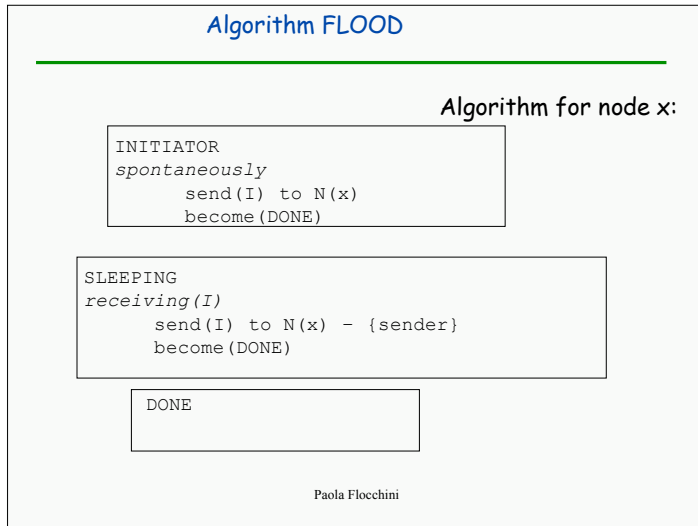 Algorithm FLOOD
Algorithm for node x:
INITIATOR
spontaneously
send(I) to N(x)
become(DONE)
SLEEPING
receiving(I)
send(I) to N(x) – {sender}
become(DONE)
DONE
Paola Flocchini